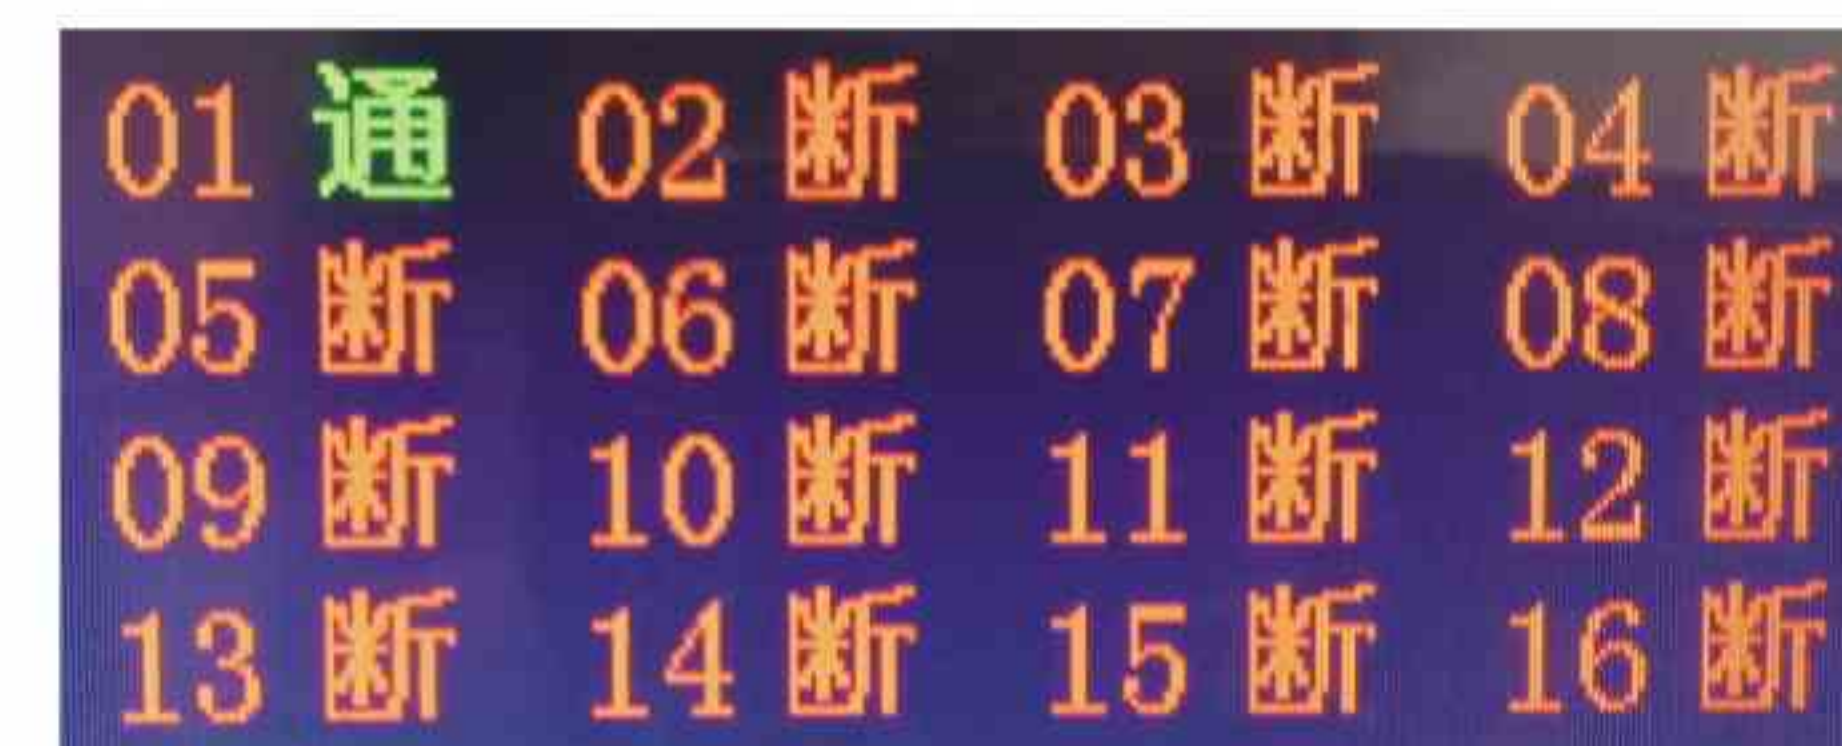 01 通 02 断 03 断 04 断
05 断 06 断 07 断 08 断
09 断 10 断 11 断 12 断
13 断 14 断 15 断 16 断